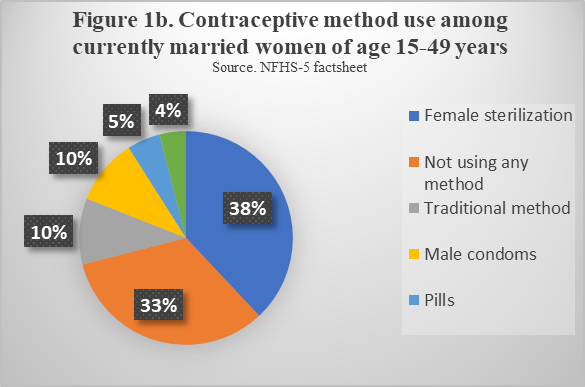 Figure 1b. Contraceptive method use among
currently married women of age 15-49 years
Source. NFHS-5 factsheet
4%
5%
10%
38%
10%
33%
Female sterilization
Not using any
method
Traditional method
Male condoms
Pills